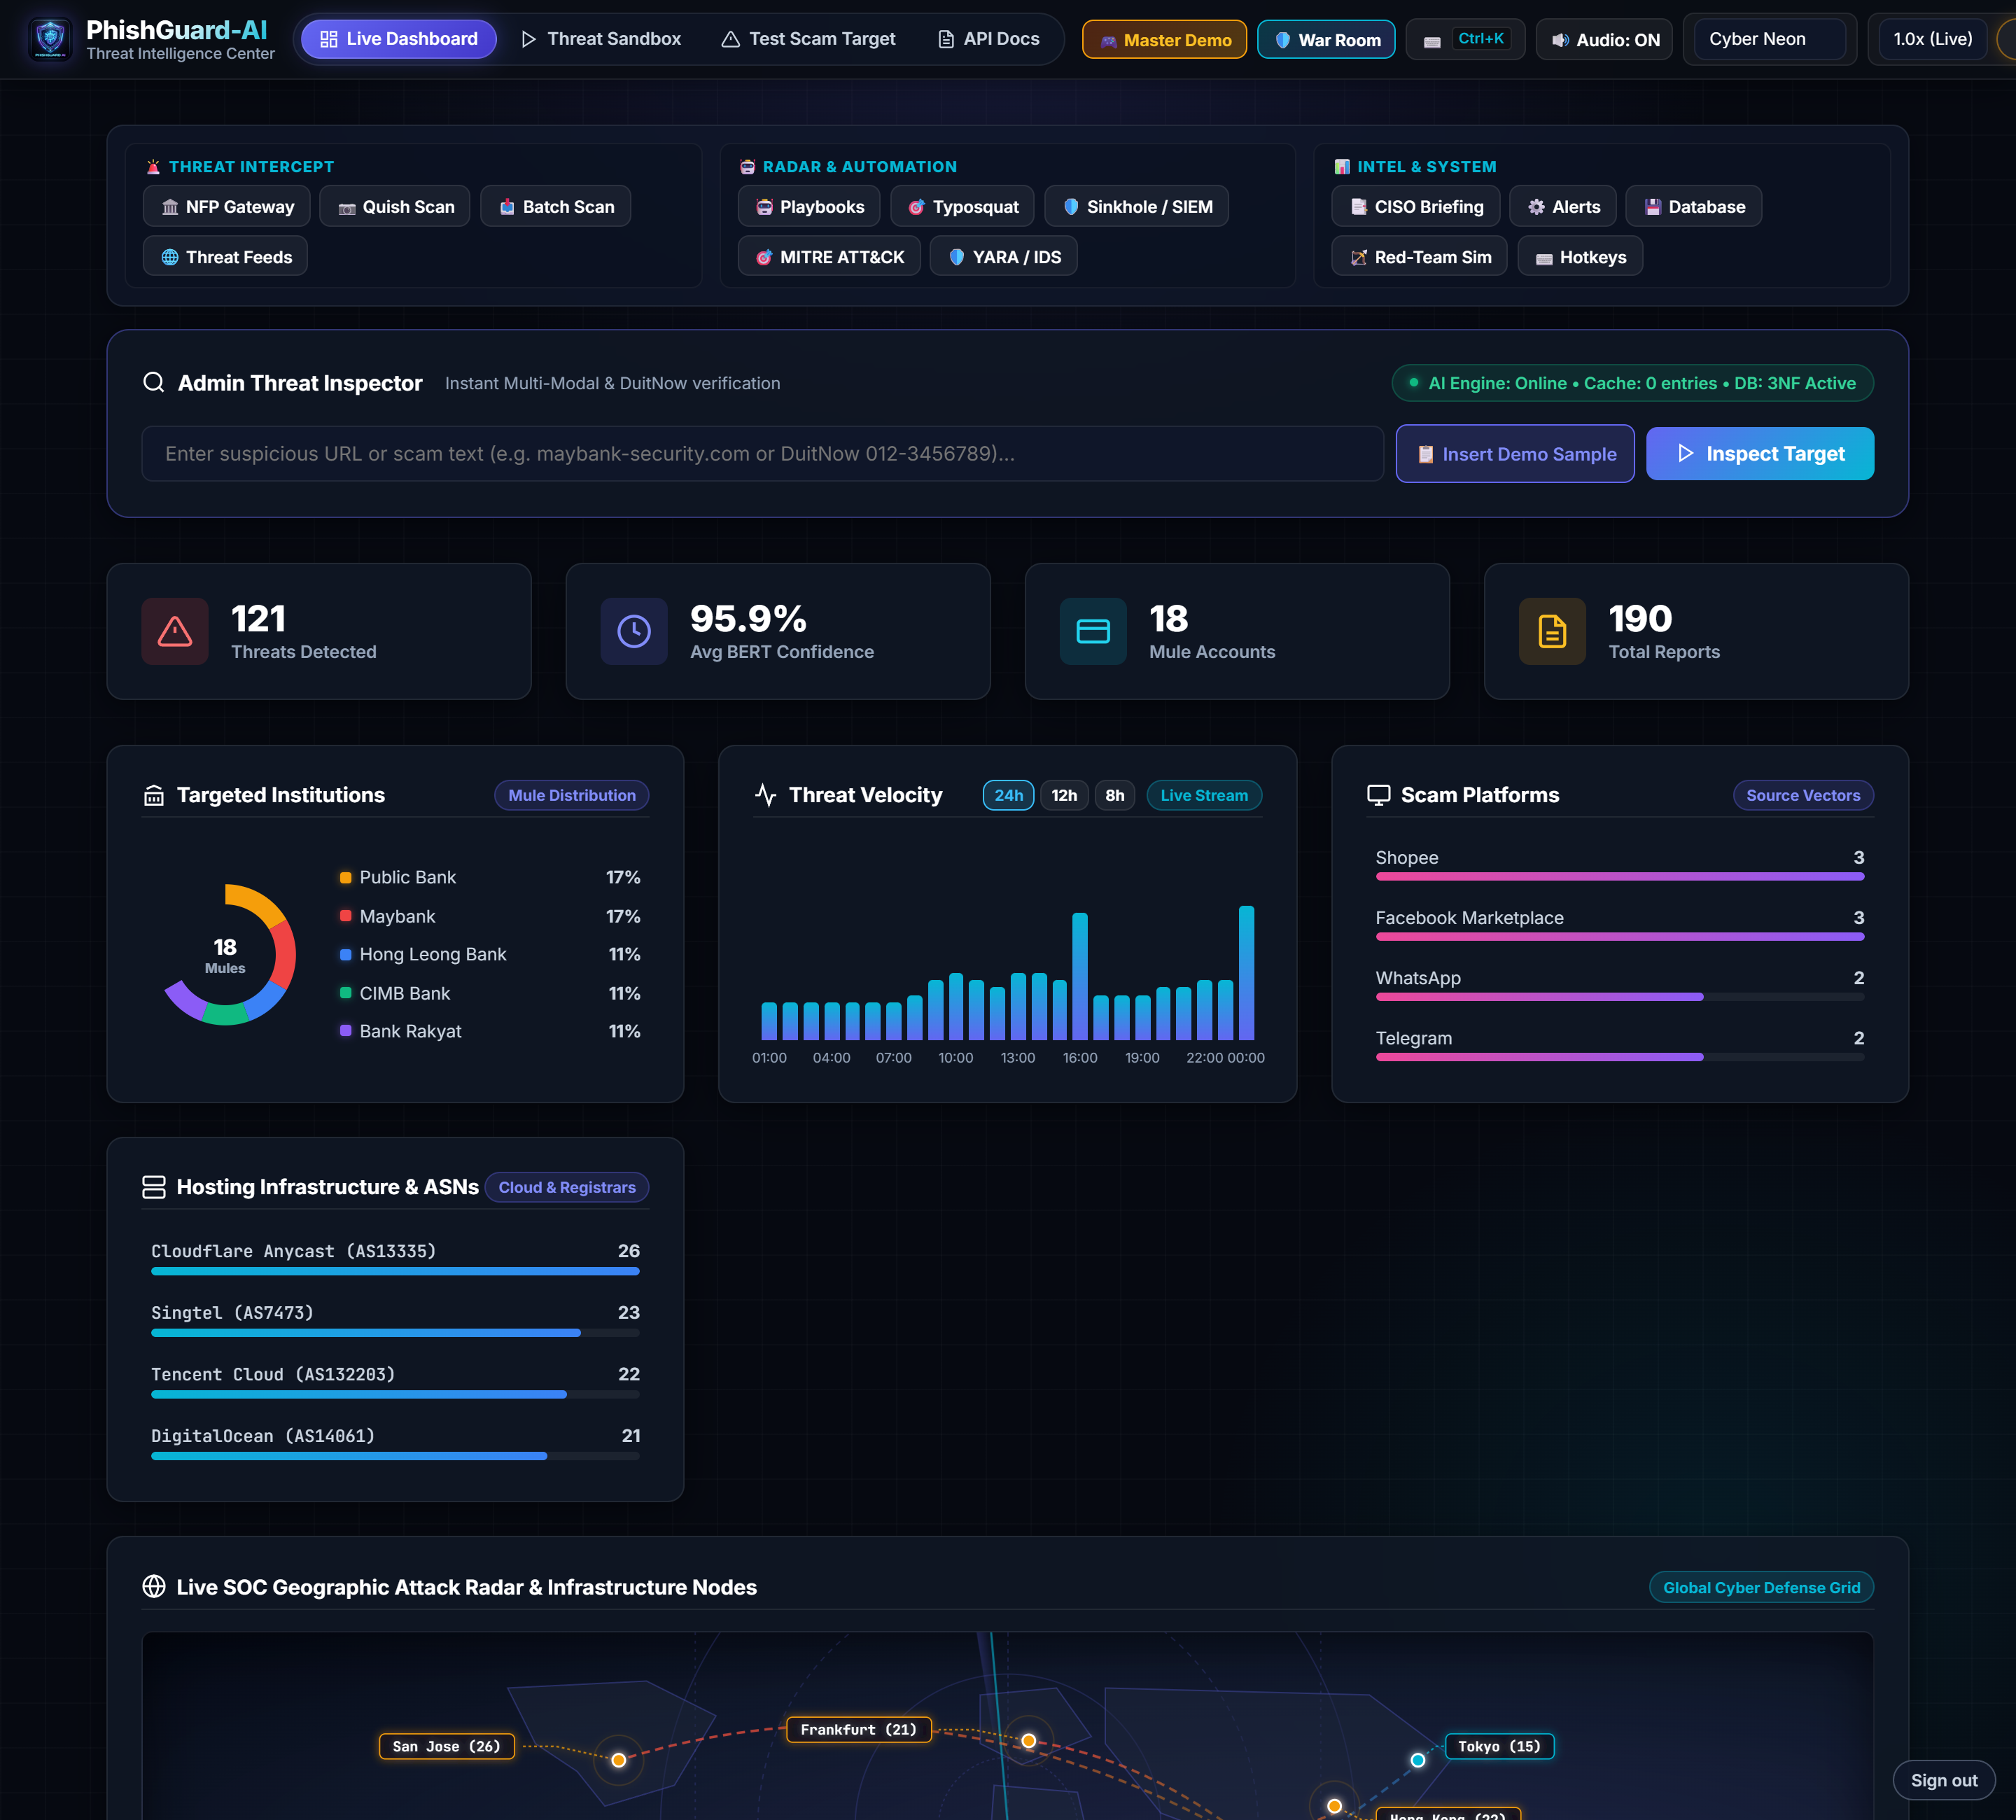 PhishGuard-AI
Threat Intelligence Center
Live Dashboard
Threat Sandbox
Test Scam Target
API Docs
Master Demo
War Room
Ctrl+K
Audio: ON
Cyber Neon
1.0x (Live)
THREAT INTERCEPT
NFP Gateway
Quish Scan
Batch Scan
Threat Feeds
RADAR & AUTOMATION
Playbooks
Typosquat
Sinkhole / SIEM
MITRE ATT&CK
YARA / IDS
INTEL & SYSTEM
CISO Briefing
Alerts
Database
Red-Team Sim
Hotkeys
Admin Threat Inspector
Instant Multi-Modal & DuitNow verification
AI Engine: Online • Cache: 0 entries • DB: 3NF Active
Enter suspicious URL or scam text (e.g. maybank-security.com or DuitNow 012-3456789)...
Insert Demo Sample
Inspect Target
121
Threats Detected
95.9%
Avg BERT Confidence
18
Mule Accounts
190
Total Reports
Targeted Institutions
Mule Distribution
18
Mules
Public Bank 17%
Maybank 17%
Hong Leong Bank 11%
CIMB Bank 11%
Bank Rakyat 11%
Threat Velocity
24h
12h
8h
Live Stream
01:00 04:00 07:00 10:00 13:00 16:00 19:00 22:00 00:00
Scam Platforms
Source Vectors
Shopee 3
Facebook Marketplace 3
WhatsApp 2
Telegram 2
Hosting Infrastructure & ASNs
Cloud & Registrars
Cloudflare Anycast (AS13335) 26
Singtel (AS7473) 23
Tencent Cloud (AS132203) 22
DigitalOcean (AS14061) 21
Live SOC Geographic Attack Radar & Infrastructure Nodes
Global Cyber Defense Grid
San Jose (26)
Frankfurt (21)
Tokyo (15)
Hong Kong (22)
Sign out